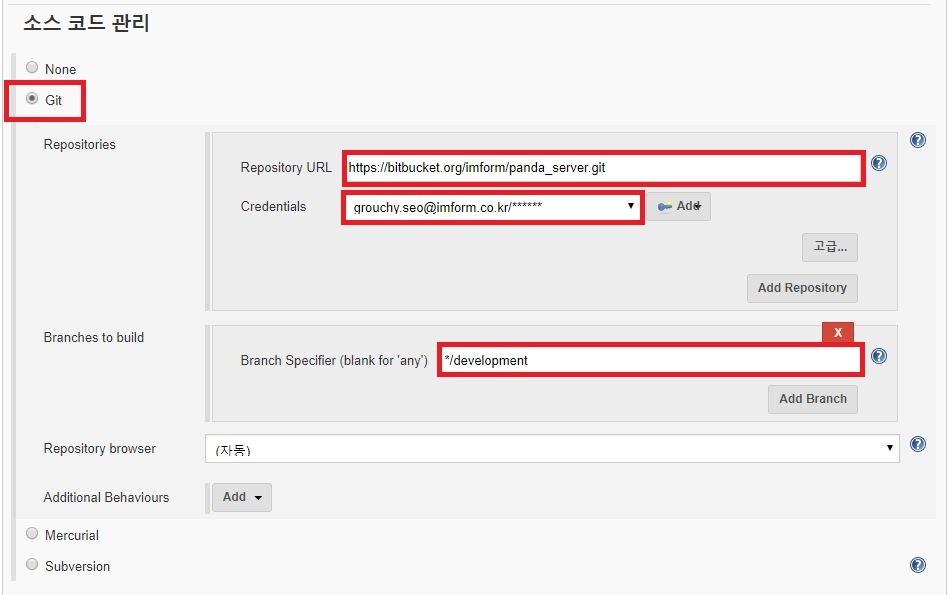 소스 코드 관리
None
Git
Repositories
Repository URL https://bitbucket.org/imform/panda_server.git
Credentials grouchy.seo@imform.co.kr/****** Add
고급...
Add Repository
Branches to build
X
Branch Specifier (blank for 'any') */development
Add Branch
Repository browser (자동)
Additional Behaviours Add
Mercurial
Subversion